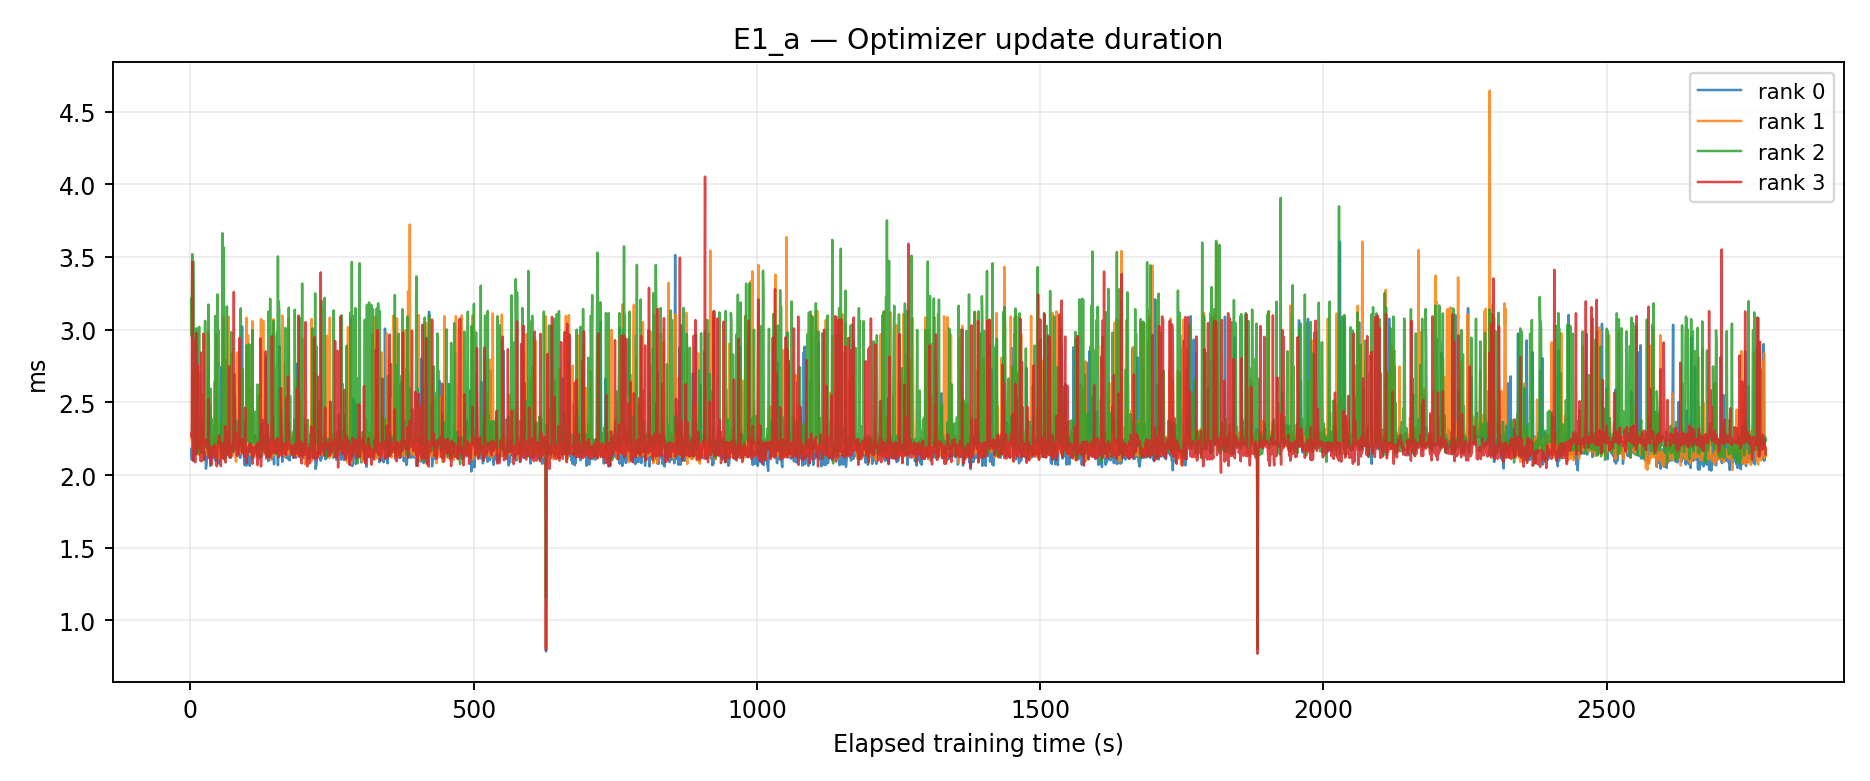 E1_a — Optimizer update duration
rank 0
rank 1
rank 2
rank 3
4.5
4.0
3.5
3.0
2.5
2.0
1.5
1.0
ms
0 500 1000 1500 2000 2500
Elapsed training time (s)